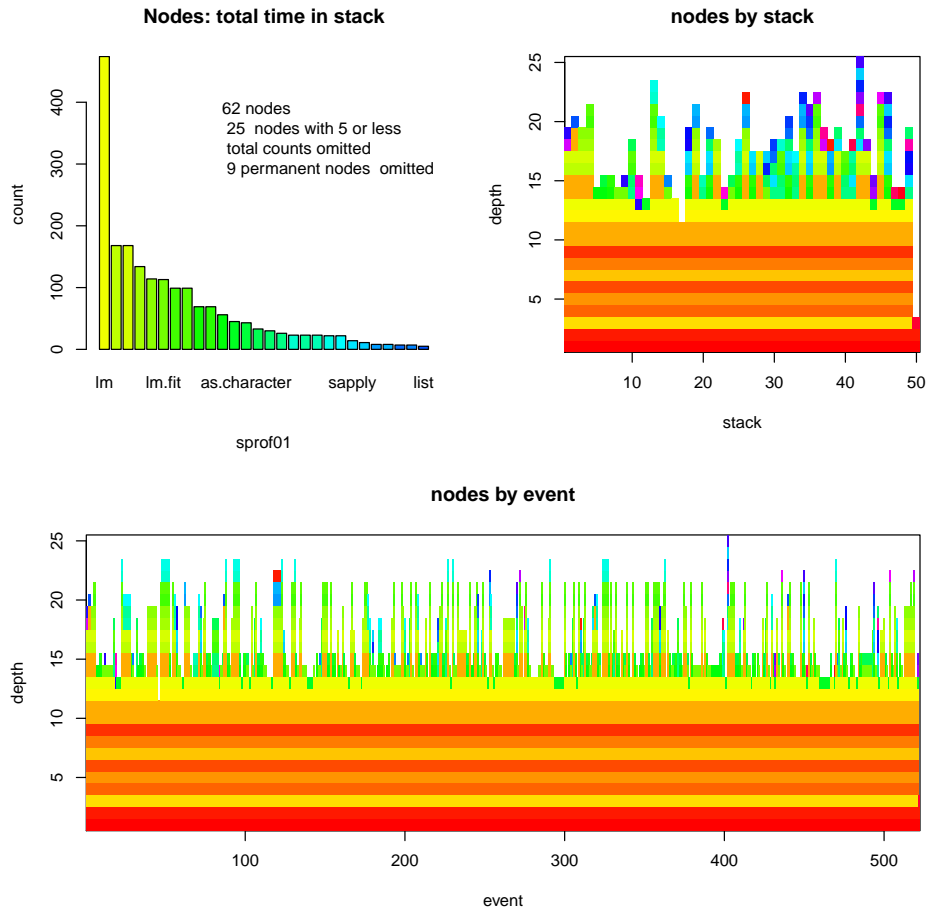 Nodes: total time in stack
count
0
100
200
300
400
62 nodes
25 nodes with 5 or less
total counts omitted
9 permanent nodes omitted
lm
lm.fit
as.character
sapply
list
sprof01
nodes by stack
depth
5
10
15
20
25
10
20
30
40
50
stack
nodes by event
depth
5
10
15
20
25
100
200
300
400
500
event